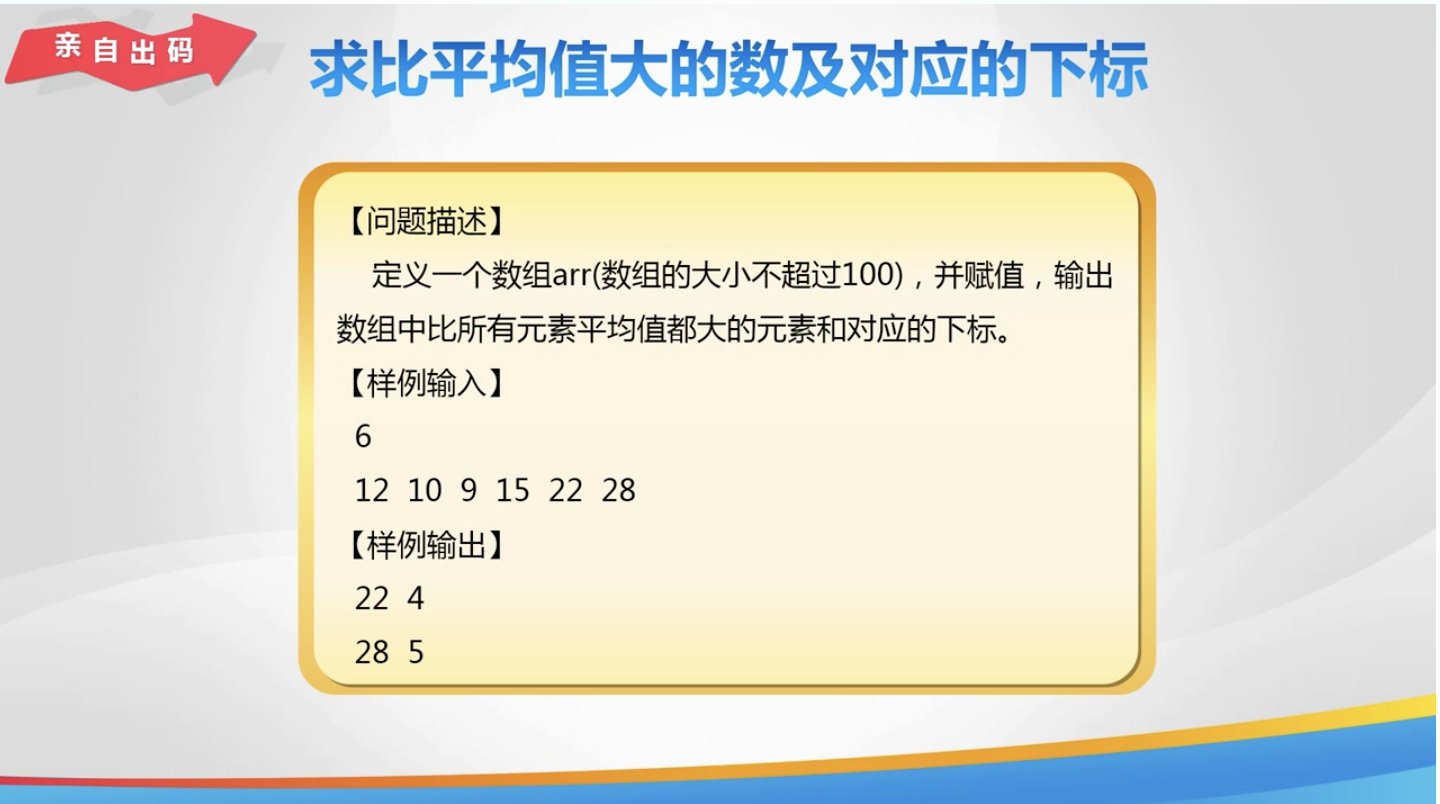 亲自出码
求比平均值大的数及对应的下标
【问题描述】
定义一个数组arr(数组的大小不超过100)，并赋值，输出
数组中比所有元素平均值都大的元素和对应的下标。
【样例输入】
6
12 10 9 15 22 28
【样例输出】
22 4
28 5